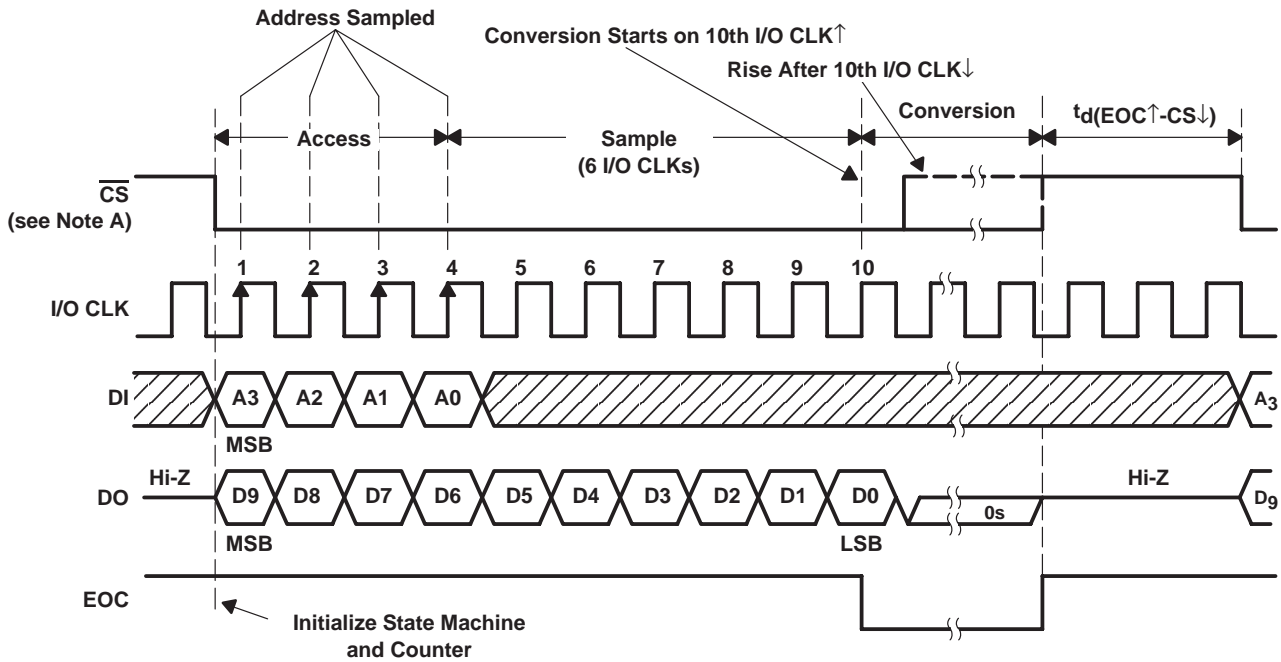 Address Sampled
Conversion Starts on 10th I/O CLK↑
Rise After 10th I/O CLK↓
Access
Sample
(6 I/O CLKs)
Conversion
td(EOC↑-CS↓)
CS
(see Note A)
1 2 3 4 5 6 7 8 9 10
I/O CLK
DI A3 A2 A1 A0 A3
MSB
Hi-Z Hi-Z
DO D9 D8 D7 D6 D5 D4 D3 D2 D1 D0 0s D9
MSB LSB
EOC
Initialize State Machine
and Counter